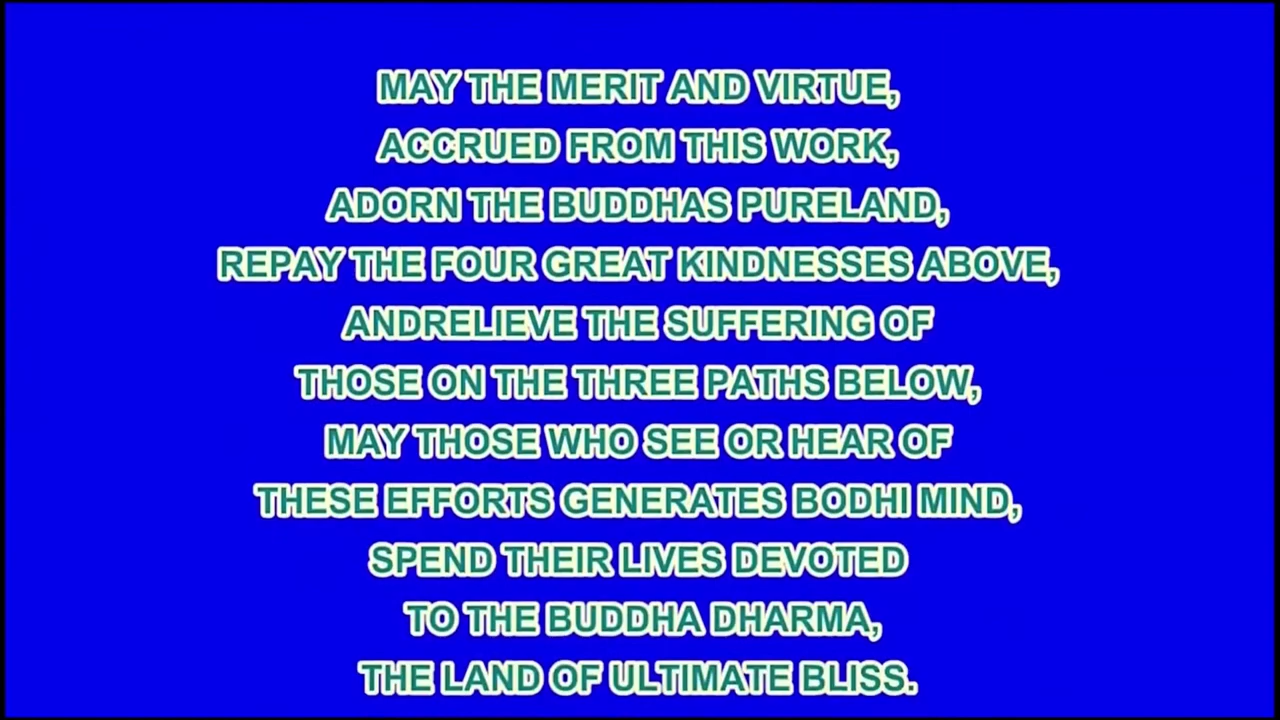 MAY THE MERIT AND VIRTUE,
ACCRUED FROM THIS WORK,
ADORN THE BUDDHAS PURELAND,
REPAY THE FOUR GREAT KINDNESSES ABOVE,
ANDRELIEVE THE SUFFERING OF
THOSE ON THE THREE PATHS BELOW,
MAY THOSE WHO SEE OR HEAR OF
THESE EFFORTS GENERATES BODHI MIND,
SPEND THEIR LIVES DEVOTED
TO THE BUDDHA DHARMA,
THE LAND OF ULTIMATE BLISS.